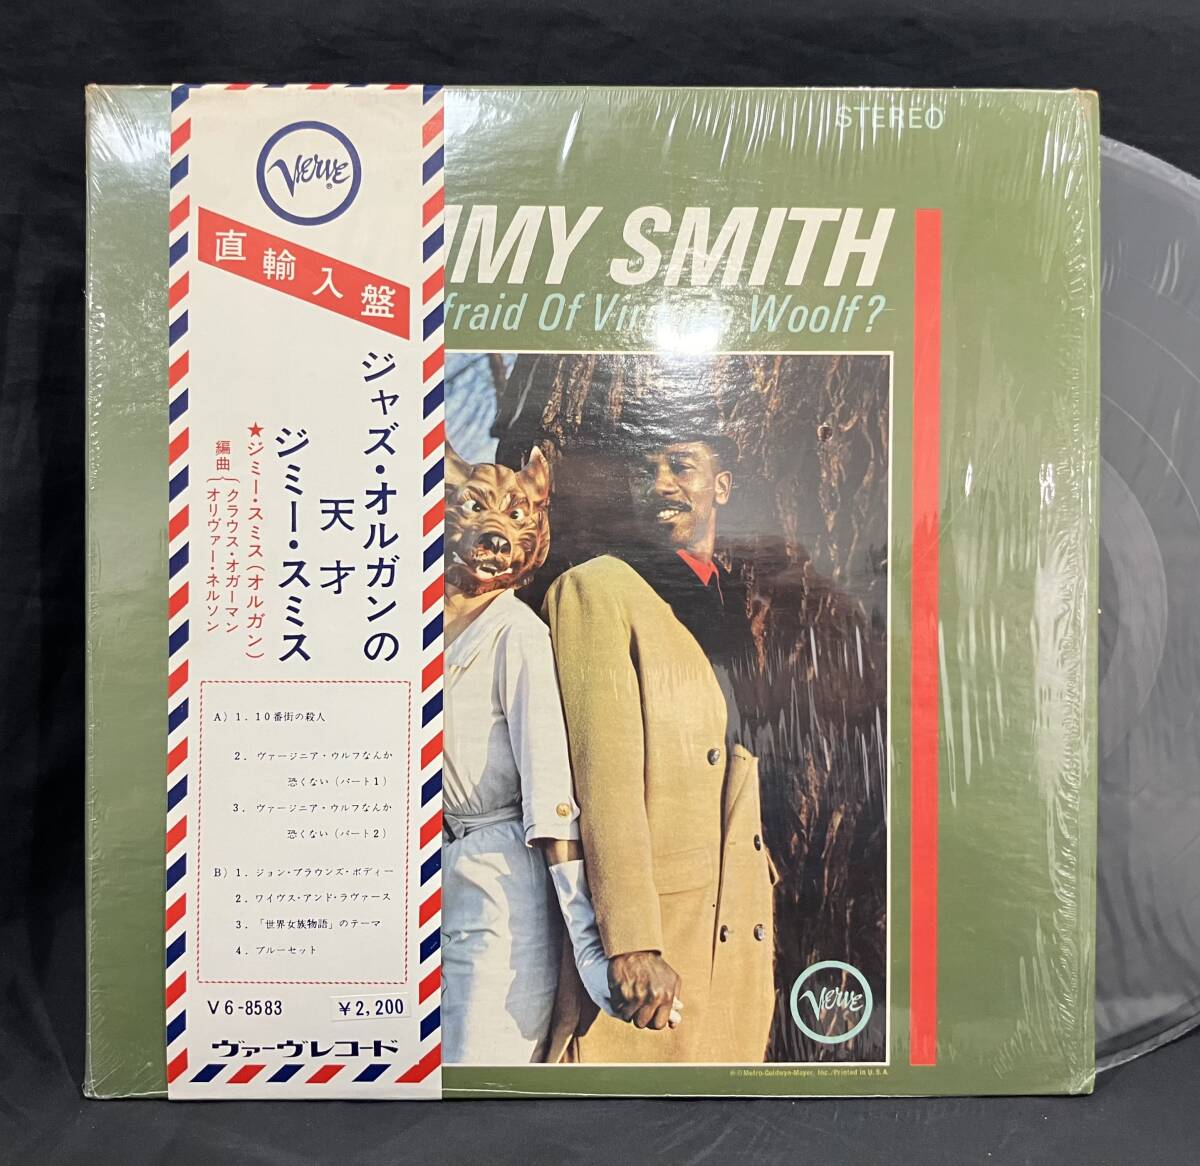 Verve
直輸入盤
ジャズ・オルガンの
天才
ジミー・スミス
★ジミー・スミス(オルガン)
編曲{クラウス・オガーマン
オリヴァー・ネルソン
A) 1. 10番街の殺人
2. ヴァージニア・ウルフなんか
恐くない(パート1)
3. ヴァージニア・ウルフなんか
恐くない(パート2)
B) 1. ジョン・ブラウンズ・ボディー
2. ワイヴス・アンド・ラヴァース
3. 「世界女族物語」のテーマ
4. ブルーセット
V6-8583 ¥2,200
ヴァーヴレコード
STEREO
MMY SMITH
fraid Of Virginia Woolf?
Verve
Metro-Goldwyn-Mayer, Inc./Printed in U.S.A.